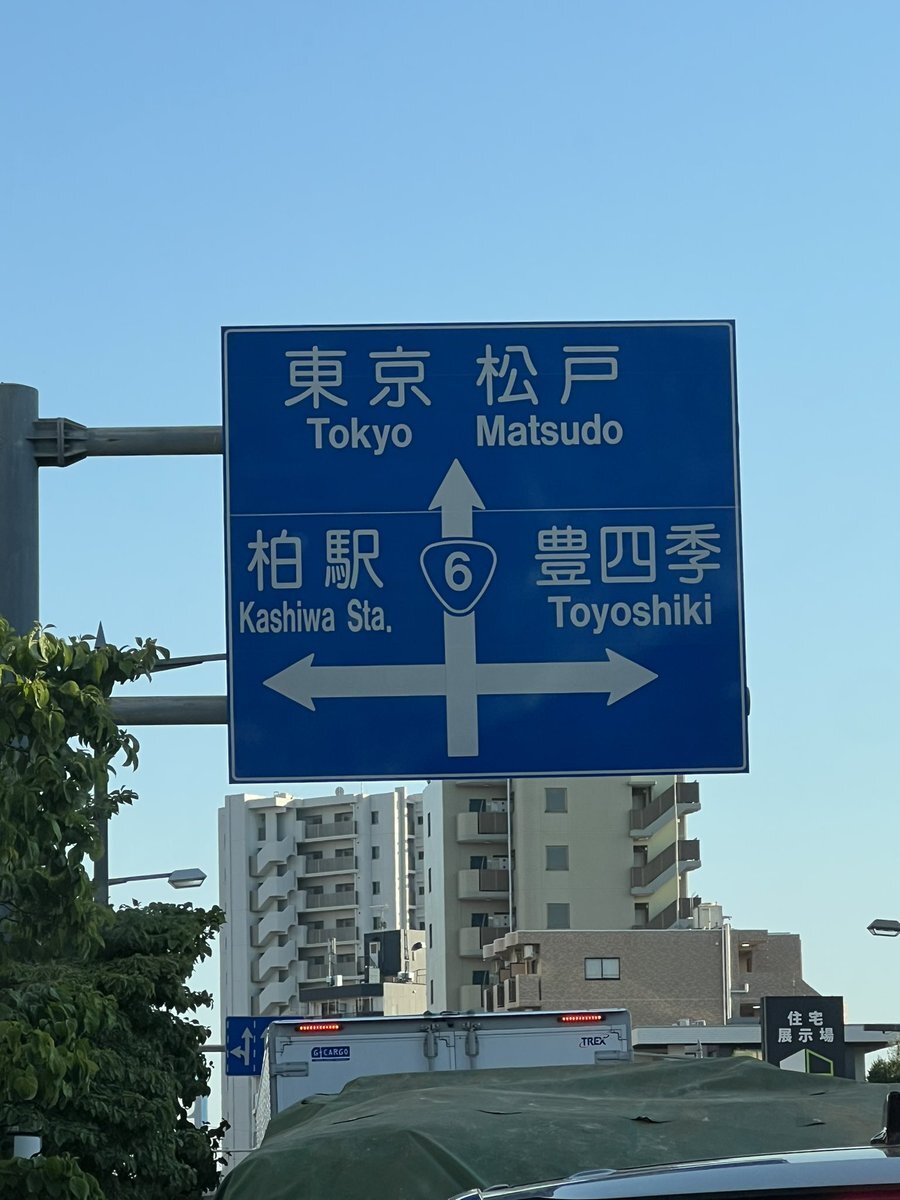 東京 松戸
Tokyo Matsudo
柏駅 6 豊四季
Kashiwa Sta. Toyoshiki
G-CARGO
TREX
住宅
展示場